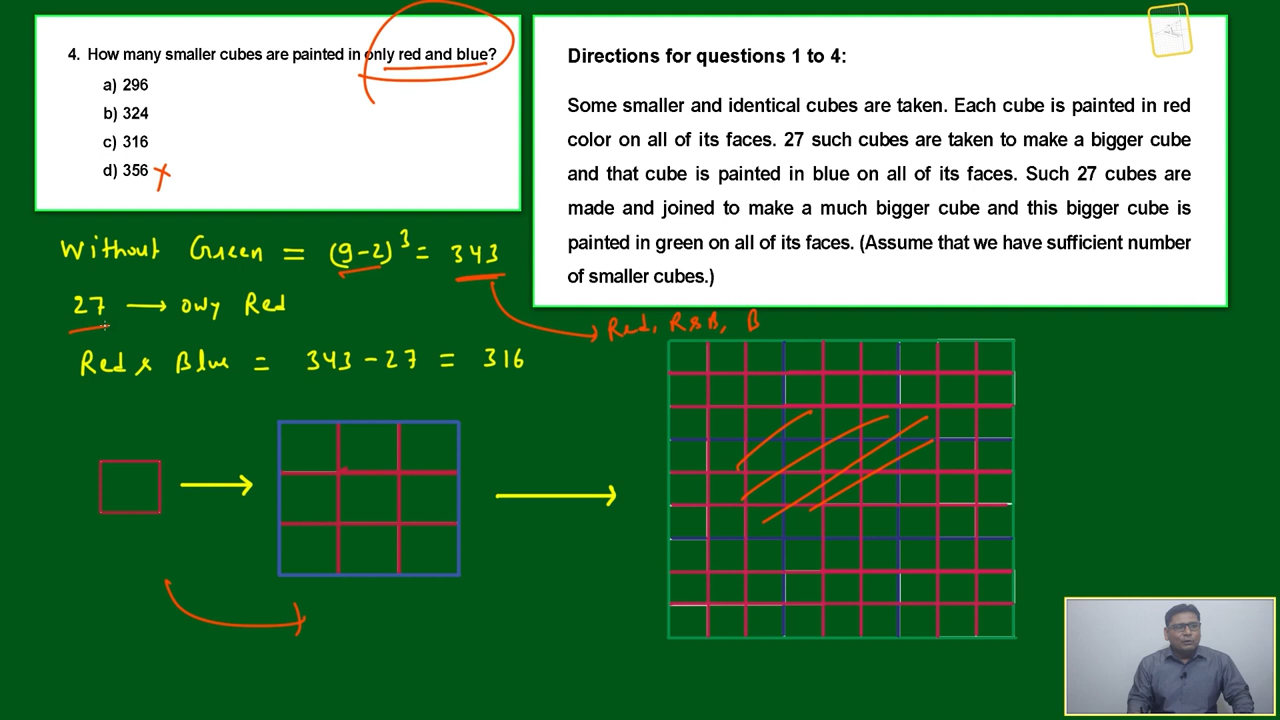 4. How many smaller cubes are painted in only red and blue?
a) 296
b) 324
c) 316
d) 356
Directions for questions 1 to 4:
Some smaller and identical cubes are taken. Each cube is painted in red
color on all of its faces. 27 such cubes are taken to make a bigger cube
and that cube is painted in blue on all of its faces. Such 27 cubes are
made and joined to make a much bigger cube and this bigger cube is
painted in green on all of its faces. (Assume that we have sufficient number
of smaller cubes.)
Without Green = (9-2)³ = 343
27 → only Red
Red, R&B, B
Red & Blue = 343 - 27 = 316